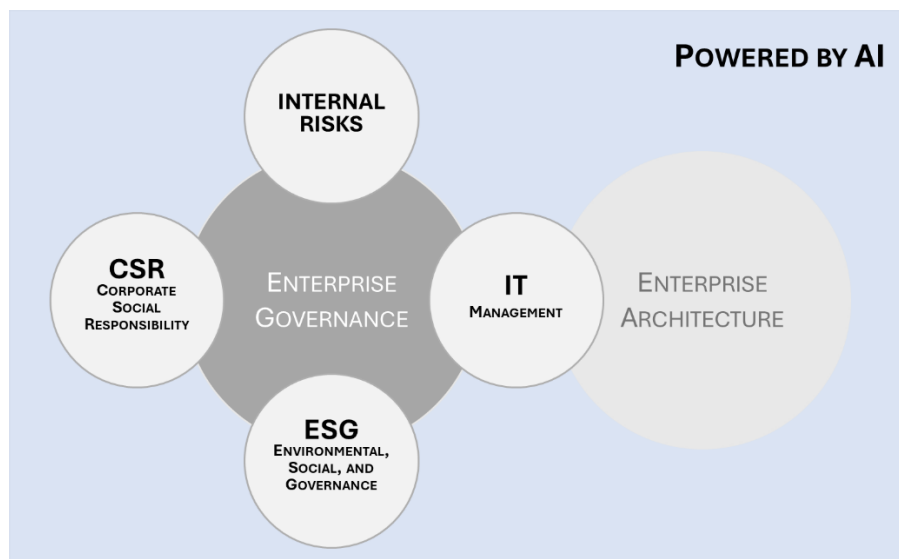 POWERED BY AI
INTERNAL
RISKS
CSR
CORPORATE
SOCIAL
RESPONSIBILITY
ENTERPRISE
GOVERNANCE
IT
MANAGEMENT
ENTERPRISE
ARCHITECTURE
ESG
ENVIRONMENTAL,
SOCIAL, AND
GOVERNANCE